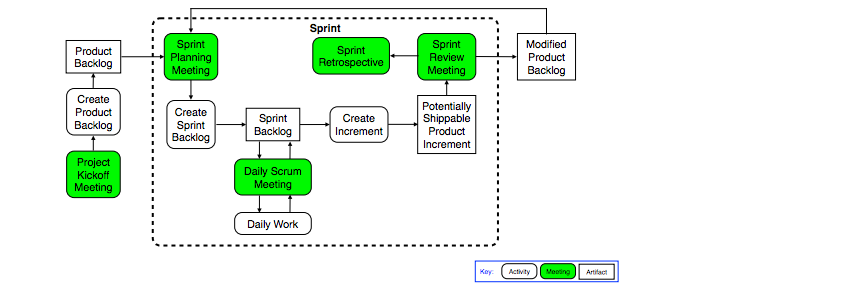 Sprint
Product
Backlog
Sprint
Planning
Meeting
Sprint
Retrospective
Sprint
Review
Meeting
Modified
Product
Backlog
Create
Product
Backlog
Create
Sprint
Backlog
Sprint
Backlog
Create
Increment
Potentially
Shippable
Product
Increment
Project
Kickoff
Meeting
Daily Scrum
Meeting
Daily Work
Key:
Activity
Meeting
Artifact